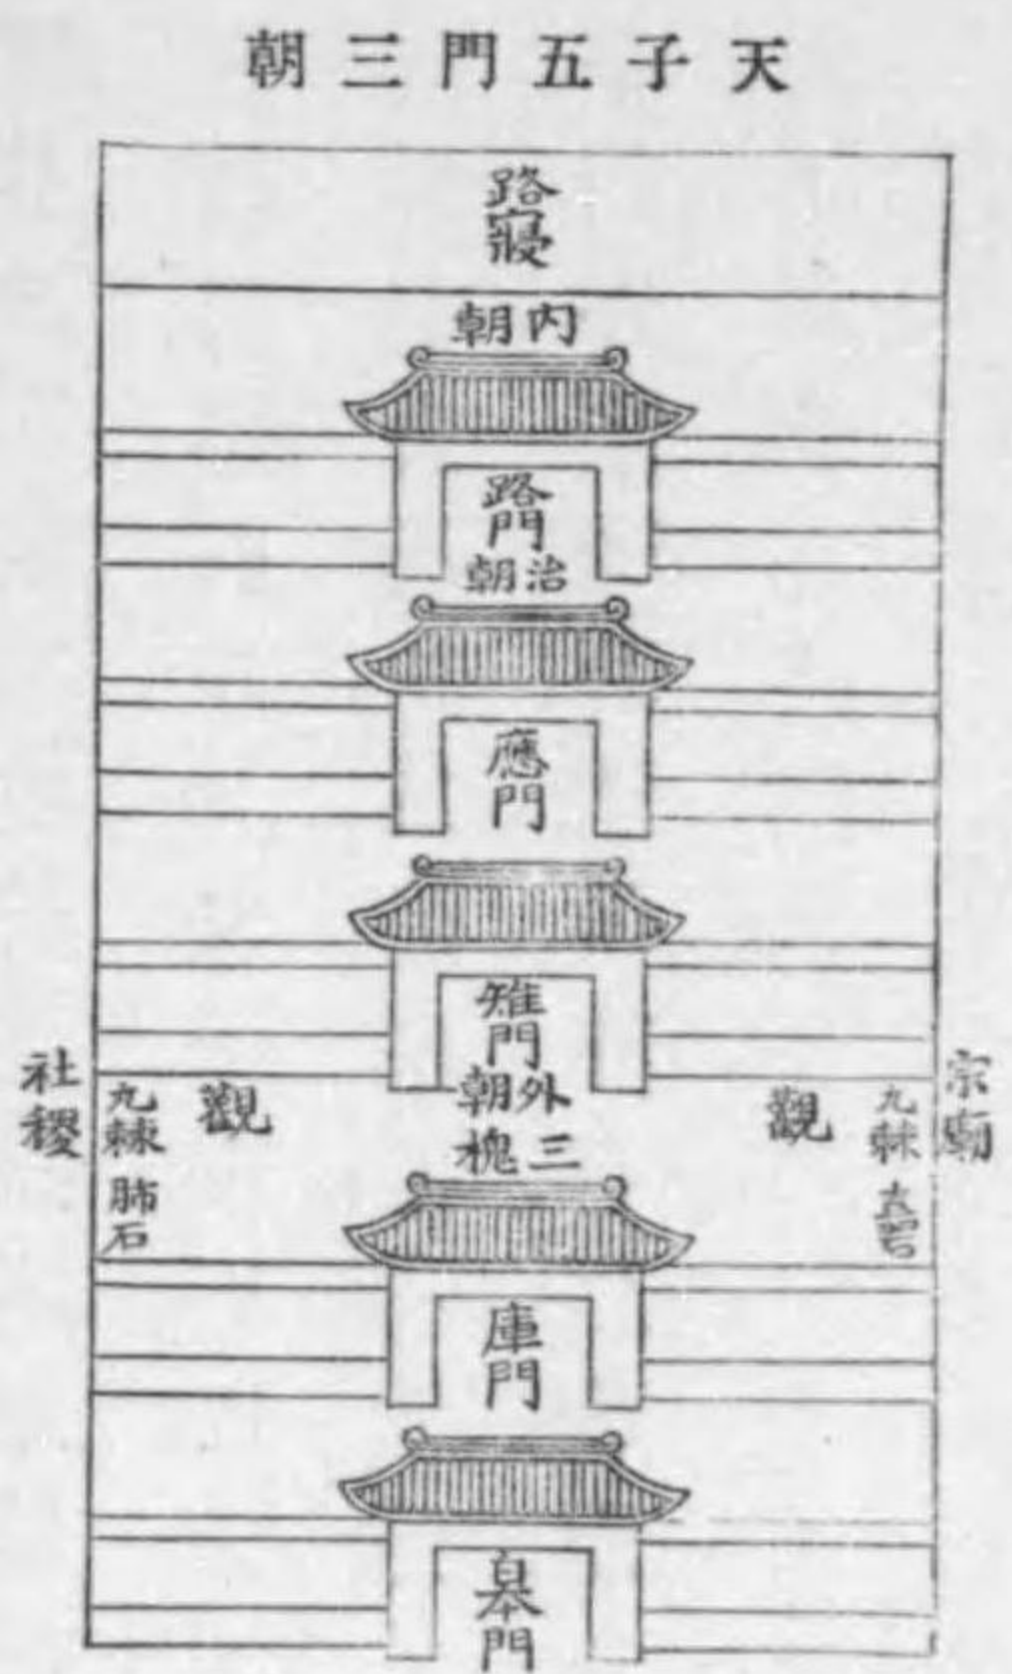 天子五門三朝
路寢
内朝
路門
治朝
應門
雉門
外朝
三槐
宗廟
九棘
嘉石
觀
觀
九棘
肺石
社稷
庫門
皋門